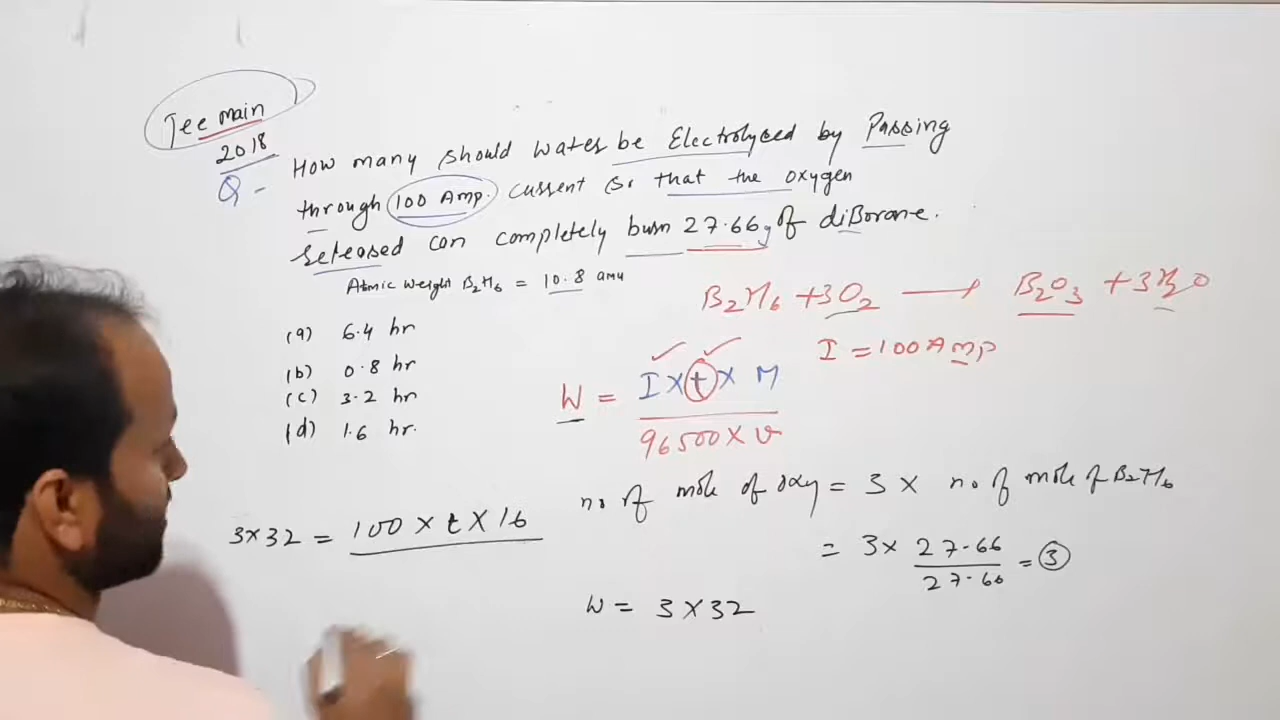 Jee main
2018
Q - How many should water be Electrolysed by Passing
through 100 Amp. current so that the oxygen
released can completely burn 27.66g of diBorane.
Atmic weight B₂H₆ = 10.8 amu
(a) 6.4 hr
(b) 0.8 hr
(c) 3.2 hr
(d) 1.6 hr.
B₂H₆ + 3O₂ ⟶ B₂O₃ + 3H₂O
I = 100 Amp
W = I × t × M
96500 × v
no. of mole of oxy = 3 × no. of mole of B₂H₆
= 3 × 27.66 / 27.66 = 3
W = 3 × 32
3×32 = 100 × t × 16